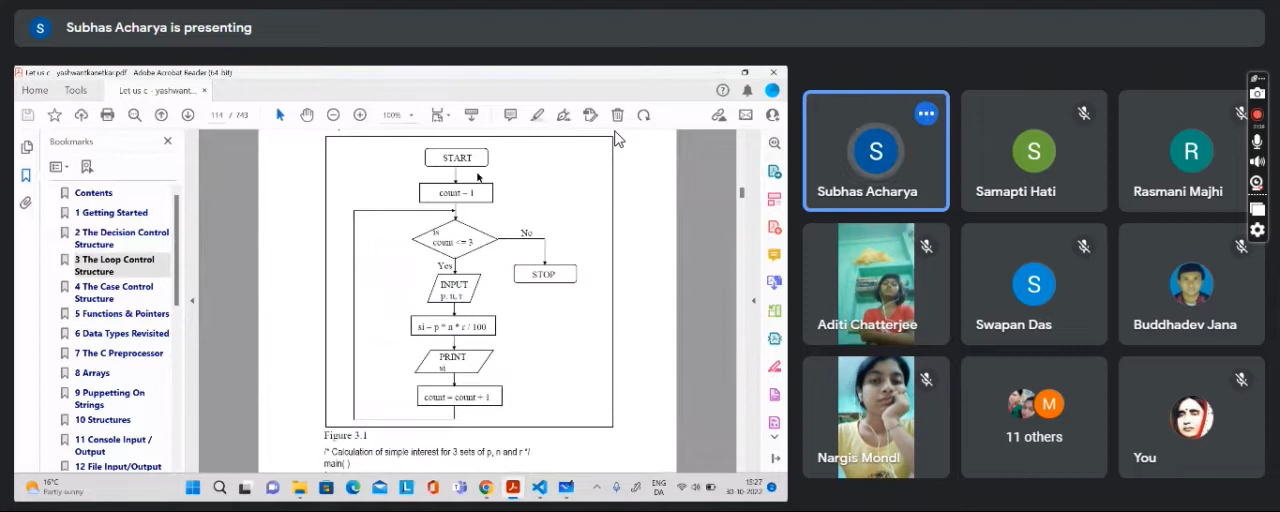 S
Subhas Acharya is presenting
Let us c - yashwantkanetkar.pdf - Adobe Acrobat Reader (64-bit)
Home
Tools
Let us c - yashwant...
114 / 743
100%
Bookmarks
Contents
1 Getting Started
2 The Decision Control
Structure
3 The Loop Control
Structure
4 The Case Control
Structure
5 Functions & Pointers
6 Data Types Revisited
7 The C Preprocessor
8 Arrays
9 Puppetting On
Strings
10 Structures
11 Console Input /
Output
12 File Input/Output
START
count = 1
is
count <= 3
No
STOP
Yes
INPUT
p, n, r
si = p * n * r / 100
PRINT
si
count = count + 1
Figure 3.1
/* Calculation of simple interest for 3 sets of p, n and r */
main( )
16°C
Partly sunny
ENG
DA
15:27
30-10-2022
S
Subhas Acharya
S
Samapti Hati
R
Rasmani Majhi
Aditi Chatterjee
S
Swapan Das
Buddhadev Jana
Nargis Mondl
M
11 others
You